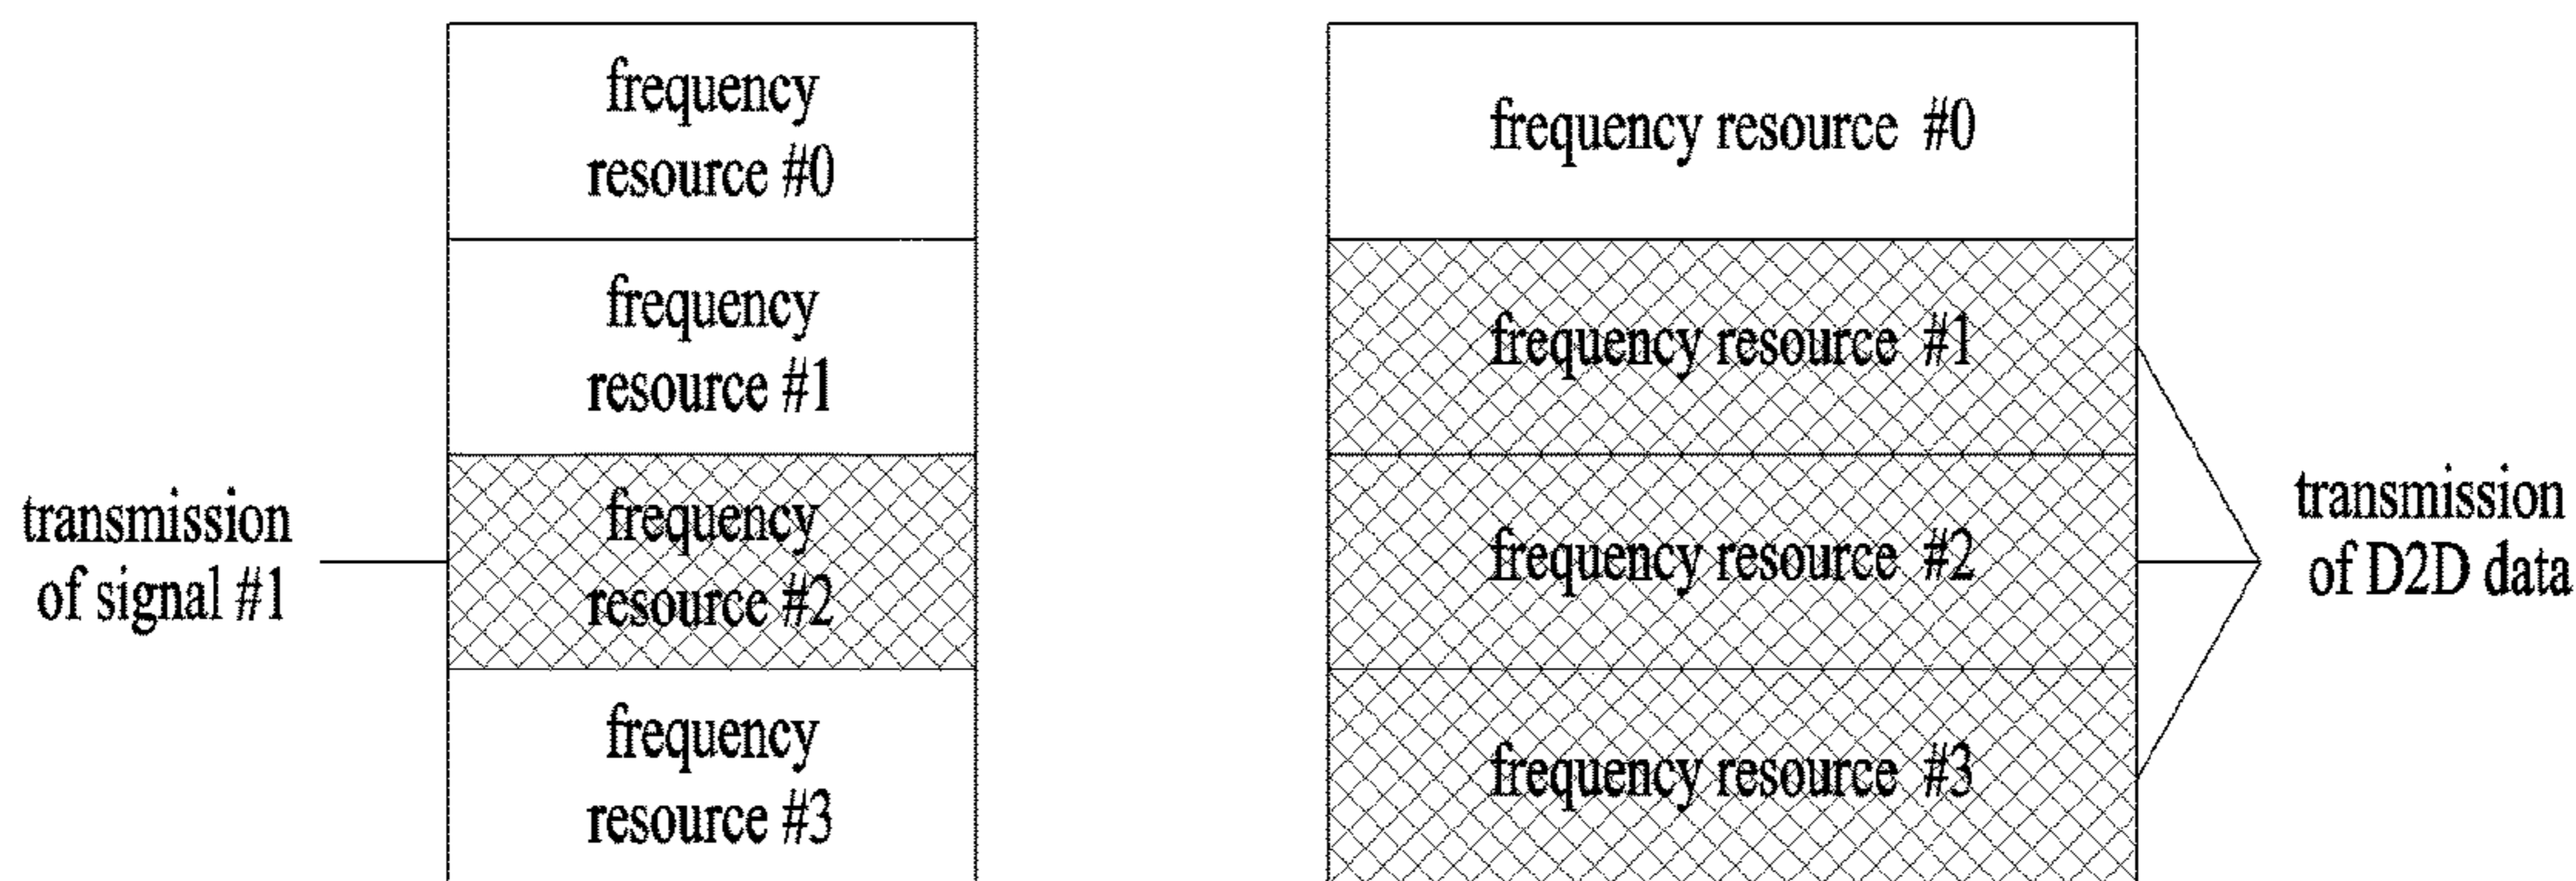 frequency
resource #0
frequency
resource #1
transmission
of signal #1
frequency
resource #2
frequency
resource #3
frequency resource #0
frequency resource #1
frequency resource #2
frequency resource #3
transmission
of D2D data